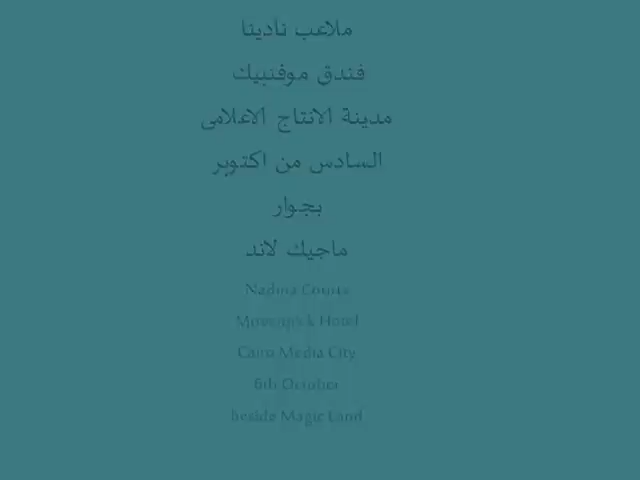 ملاعب نادينا
فندق موفنبيك
مدينة الانتاج الاعلامى
السادس من اكتوبر
بجوار
ماجيك لاند
Nadina Courts
Movenpick Hotel
Cairo Media City
6th October
beside Magic Land